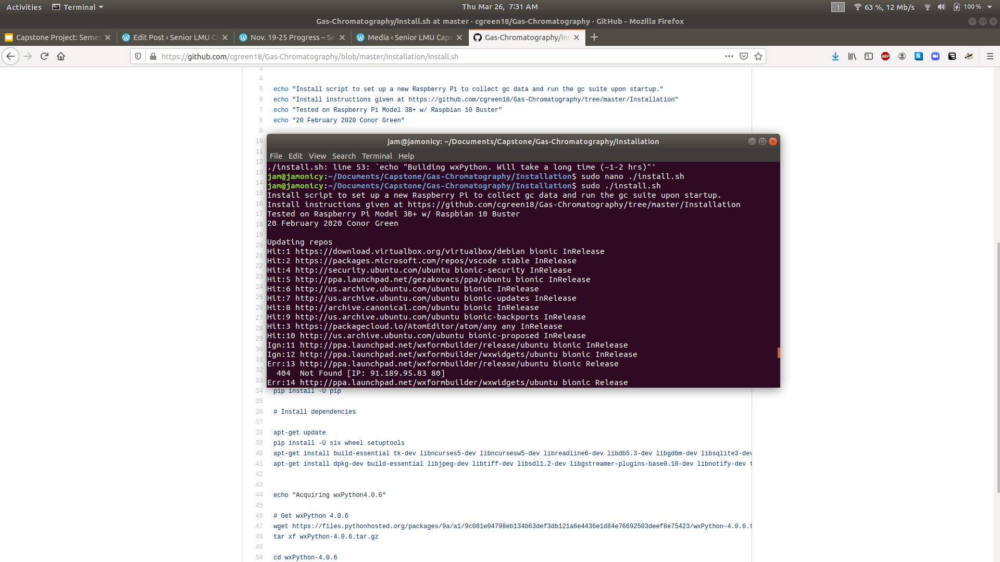 Activities Terminal Thu Mar 26, 7:31 AM 1 63 %, 12 Mb/s 100 %
Gas-Chromatography/install.sh at master · cgreen18/Gas-Chromatography · GitHub - Mozilla Firefox
Capstone Project: Semes Edit Post ‹ Senior LMU Ca Nov. 19-25 Progress – Se Media ‹ Senior LMU Caps Gas-Chromatography/ins
https://github.com/cgreen18/Gas-Chromatography/blob/master/Installation/install.sh
3
4
5 echo "Install script to set up a new Raspberry Pi to collect gc data and run the gc suite upon startup."
6 echo "Install instructions given at https://github.com/cgreen18/Gas-Chromatography/tree/master/Installation"
7 echo "Tested on Raspberry Pi Model 3B+ w/ Raspbian 10 Buster"
8 echo "20 February 2020 Conor Green"
9
10
11
12
13
14
15
16
17
18
19
20
21
22
23
24
25
26
27
28
29
30
31
32
33
jam@jamonicy: ~/Documents/Capstone/Gas-Chromatography/Installation
File Edit View Search Terminal Help
./install.sh: line 53: `echo "Building wxPython. Will take a long time (~1-2 hrs)"'
jam@jamonicy:~/Documents/Capstone/Gas-Chromatography/Installation$ sudo nano ./install.sh
jam@jamonicy:~/Documents/Capstone/Gas-Chromatography/Installation$ sudo ./install.sh
Install script to set up a new Raspberry Pi to collect gc data and run the gc suite upon startup.
Install instructions given at https://github.com/cgreen18/Gas-Chromatography/tree/master/Installation
Tested on Raspberry Pi Model 3B+ w/ Raspbian 10 Buster
20 February 2020 Conor Green
Updating repos
Hit:1 https://download.virtualbox.org/virtualbox/debian bionic InRelease
Hit:2 https://packages.microsoft.com/repos/vscode stable InRelease
Hit:4 http://security.ubuntu.com/ubuntu bionic-security InRelease
Hit:5 http://ppa.launchpad.net/gezakovacs/ppa/ubuntu bionic InRelease
Hit:6 http://us.archive.ubuntu.com/ubuntu bionic InRelease
Hit:7 http://us.archive.ubuntu.com/ubuntu bionic-updates InRelease
Hit:8 http://archive.canonical.com/ubuntu bionic InRelease
Hit:9 http://us.archive.ubuntu.com/ubuntu bionic-backports InRelease
Hit:3 https://packagecloud.io/AtomEditor/atom/any any InRelease
Hit:10 http://us.archive.ubuntu.com/ubuntu bionic-proposed InRelease
Ign:11 http://ppa.launchpad.net/wxformbuilder/release/ubuntu bionic InRelease
Ign:12 http://ppa.launchpad.net/wxformbuilder/wxwidgets/ubuntu bionic InRelease
Err:13 http://ppa.launchpad.net/wxformbuilder/release/ubuntu bionic Release
404 Not Found [IP: 91.189.95.83 80]
Err:14 http://ppa.launchpad.net/wxformbuilder/wxwidgets/ubuntu bionic Release
34 pip install -U pip
35
36 # Install dependencies
37
38 apt-get update
39 pip install -U six wheel setuptools
40 apt-get install build-essential tk-dev libncurses5-dev libncursesw5-dev libreadline6-dev libdb5.3-dev libgdbm-dev libsqlite3-dev
41 apt-get install dpkg-dev build-essential libjpeg-dev libtiff-dev libsdl1.2-dev libgstreamer-plugins-base0.10-dev libnotify-dev
42
43
44 echo "Acquiring wxPython4.0.6"
45
46 # Get wxPython 4.0.6
47 wget https://files.pythonhosted.org/packages/9a/a1/9c081e04798eb134b63def3db121a6e4436e1d84e76692503deef8e75423/wxPython-4.0.6.t
48 tar xf wxPython-4.0.6.tar.gz
49
50 cd wxPython-4.0.6